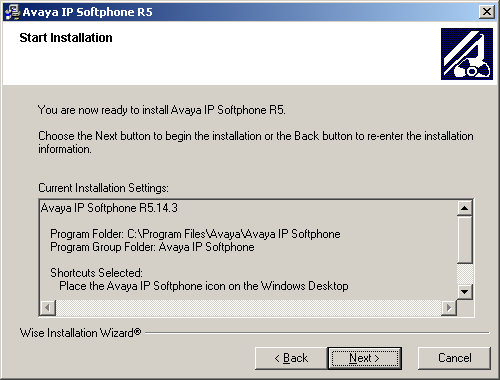 Avaya IP Softphone R5
Start Installation
You are now ready to install Avaya IP Softphone R5.
Choose the Next button to begin the installation or the Back button to re-enter the installation
information.
Current Installation Settings:
Avaya IP Softphone R5.14.3
Program Folder: C:\Program Files\Avaya\Avaya IP Softphone
Program Group Folder: Avaya IP Softphone
Shortcuts Selected:
Place the Avaya IP Softphone icon on the Windows Desktop
Wise Installation Wizard®
< Back
Next >
Cancel